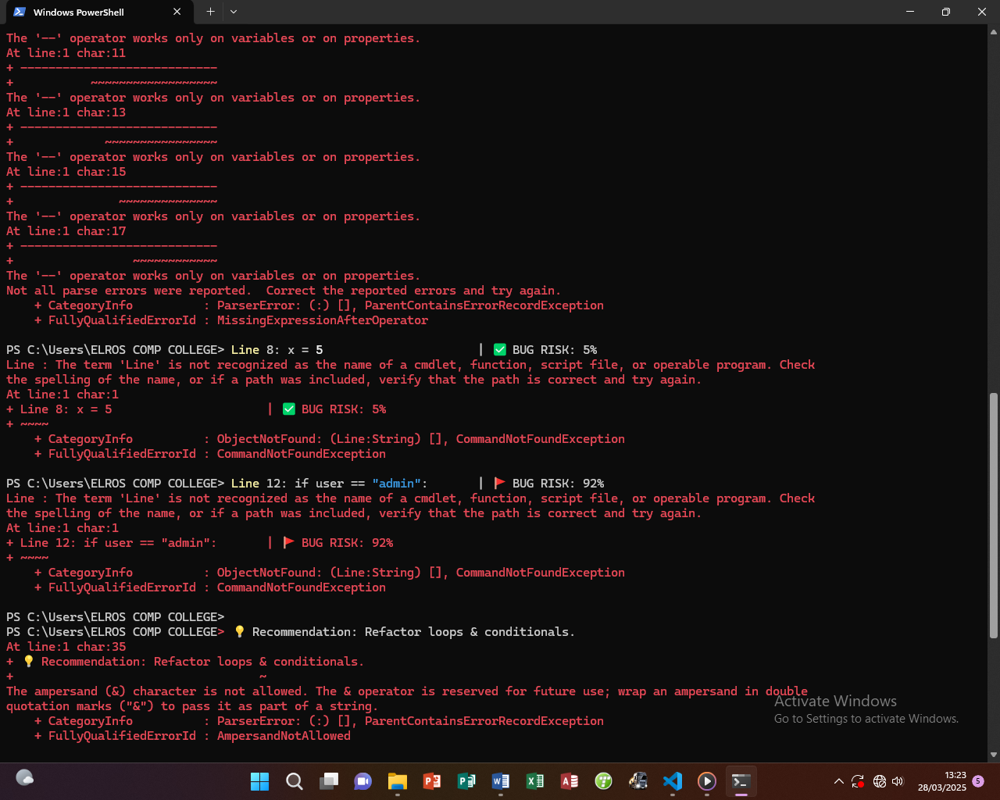 Windows PowerShell
The '--' operator works only on variables or on properties.
At line:1 char:11
+ ----------------------------
+           ~~~~~~~~~~~~~~~~~~
The '--' operator works only on variables or on properties.
At line:1 char:13
+ ----------------------------
+             ~~~~~~~~~~~~~~~~
The '--' operator works only on variables or on properties.
At line:1 char:15
+ ----------------------------
+               ~~~~~~~~~~~~~~
The '--' operator works only on variables or on properties.
At line:1 char:17
+ ----------------------------
+                 ~~~~~~~~~~~~
The '--' operator works only on variables or on properties.
Not all parse errors were reported.  Correct the reported errors and try again.
    + CategoryInfo          : ParserError: (:) [], ParentContainsErrorRecordException
    + FullyQualifiedErrorId : MissingExpressionAfterOperator
PS C:\Users\ELROS COMP COLLEGE> Line 8: x = 5                      | ✅ BUG RISK: 5%
Line : The term 'Line' is not recognized as the name of a cmdlet, function, script file, or operable program. Check
the spelling of the name, or if a path was included, verify that the path is correct and try again.
At line:1 char:1
+ Line 8: x = 5                      | ✅ BUG RISK: 5%
+ ~~~~
    + CategoryInfo          : ObjectNotFound: (Line:String) [], CommandNotFoundException
    + FullyQualifiedErrorId : CommandNotFoundException
PS C:\Users\ELROS COMP COLLEGE> Line 12: if user == "admin":       | 🚩 BUG RISK: 92%
Line : The term 'Line' is not recognized as the name of a cmdlet, function, script file, or operable program. Check
the spelling of the name, or if a path was included, verify that the path is correct and try again.
At line:1 char:1
+ Line 12: if user == "admin":       | 🚩 BUG RISK: 92%
+ ~~~~
    + CategoryInfo          : ObjectNotFound: (Line:String) [], CommandNotFoundException
    + FullyQualifiedErrorId : CommandNotFoundException
PS C:\Users\ELROS COMP COLLEGE>
PS C:\Users\ELROS COMP COLLEGE> 💡 Recommendation: Refactor loops & conditionals.
At line:1 char:35
+ 💡 Recommendation: Refactor loops & conditionals.
+                                   ~
The ampersand (&) character is not allowed. The & operator is reserved for future use; wrap an ampersand in double
quotation marks ("&") to pass it as part of a string.
    + CategoryInfo          : ParserError: (:) [], ParentContainsErrorRecordException
    + FullyQualifiedErrorId : AmpersandNotAllowed
Activate Windows
Go to Settings to activate Windows.
13:23
28/03/2025
5